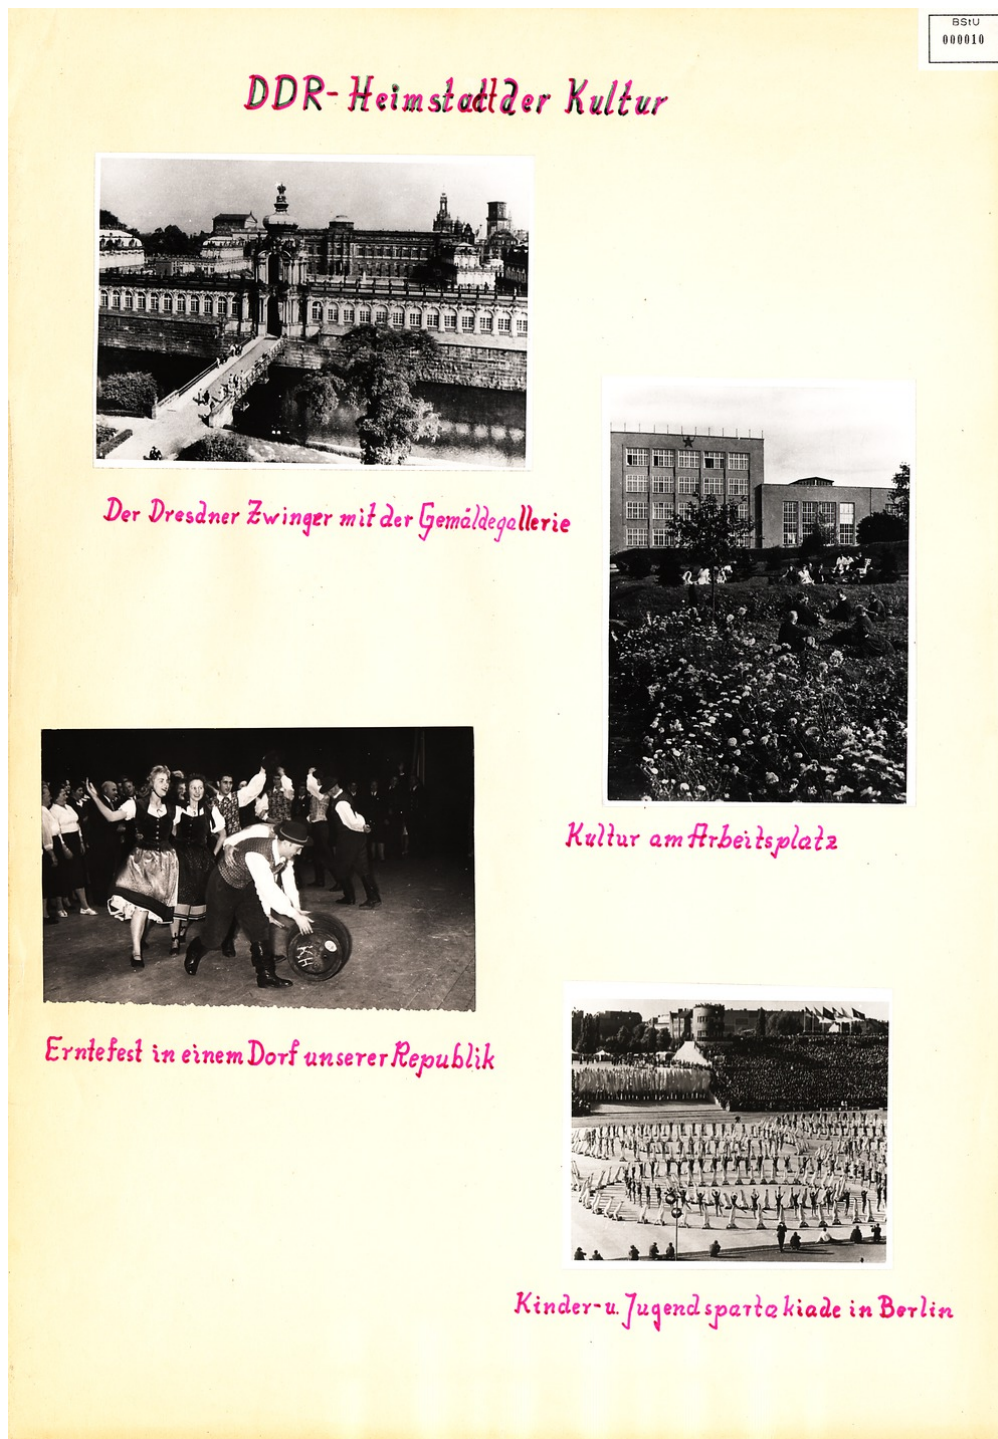 BStU
000010
DDR-Heimstatt der Kultur
Der Dresdner Zwinger mit der Gemäldegallerie
Kultur am Arbeitsplatz
KH
Erntefest in einem Dorf unserer Republik
Kinder-u. Jugendspartakiade in Berlin